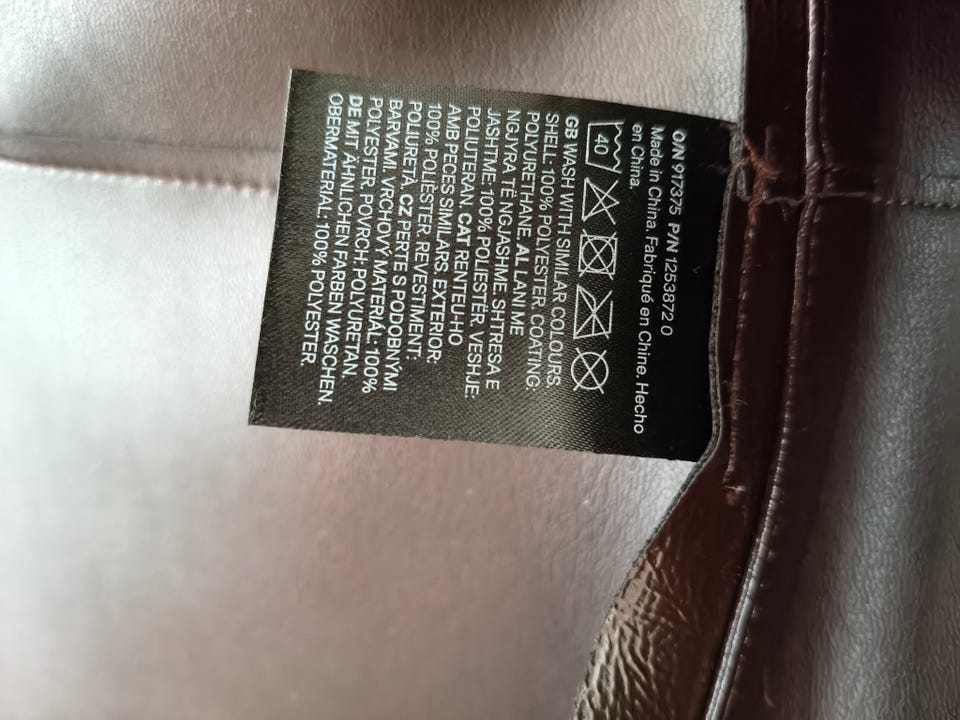 ON 917375 P/N 1253872 0
Made in China. Fabriqué en Chine. Hecho
en China.
40
GB WASH WITH SIMILAR COLOURS.
SHELL: 100% POLYESTER. COATING:
POLYURETHANE. AL LANI ME
NGJYRA TË NGJASHME. SHTRESA E
JASHTME: 100% POLIESTER. VESHJE:
POLIUTERAN. CAT RENTEU-HO
AMB PECES SIMILARS. EXTERIOR:
100% POLIÈSTER. REVESTIMENT:
POLIURETÀ. CZ PERTE S PODOBNÝMI
BARVAMI. VRCHOVÝ MATERIÁL: 100%
POLYESTER. POVRCH: POLYURETAN.
DE MIT ÄHNLICHEN FARBEN WASCHEN.
OBERMATERIAL: 100% POLYESTER.